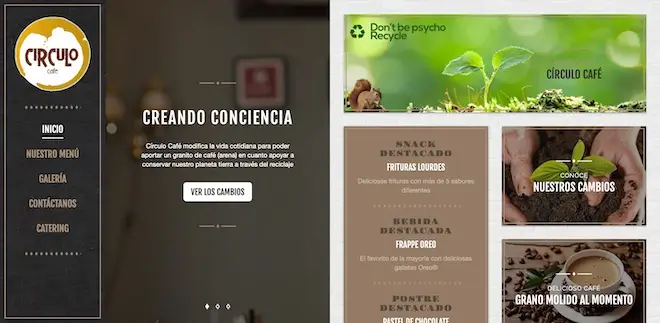 CIRCULO
café
INICIO
NUESTRO MENÚ
GALERÍA
CONTÁCTANOS
CATERING
CREANDO CONCIENCIA
Círculo Café modifica la vida cotidiana para poder
aportar un granito de café (arena) en cuanto apoyar a
conservar nuestro planeta tierra a través del reciclaje
VER LOS CAMBIOS
Don't be psycho
Recycle
CÍRCULO CAFÉ
SNACK
DESTACADO
FRITURAS LOURDES
Deliciosas frituras con más de 5 sabores
diferentes
BEBIDA
DESTACADA
FRAPPE OREO
El favorito de la mayoría con deliciosas
galletas Oreo®
POSTRE
DESTACADO
PASTEL DE CHOCOLATE
CONOCE
NUESTROS CAMBIOS
DELICIOSO CAFÉ
GRANO MOLIDO AL MOMENTO